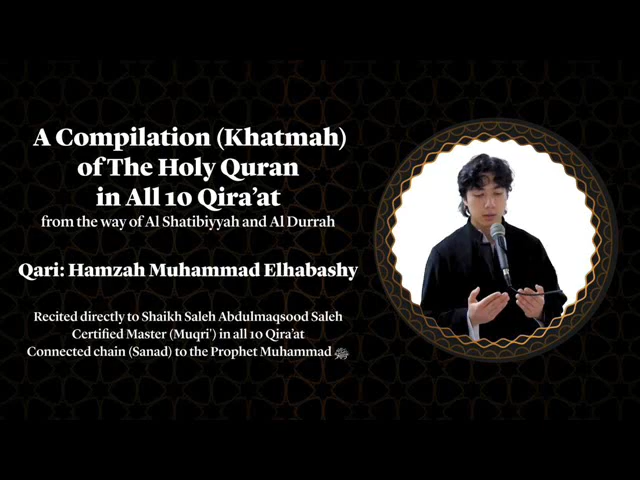 A Compilation (Khatmah)
of The Holy Quran
in All 10 Qira'at
from the way of Al Shatibiyyah and Al Durrah
Qari: Hamzah Muhammad Elhabashy
Recited directly to Shaikh Saleh Abdulmaqsood Saleh
Certified Master (Muqri') in all 10 Qira'at
Connected chain (Sanad) to the Prophet Muhammad ﷺ